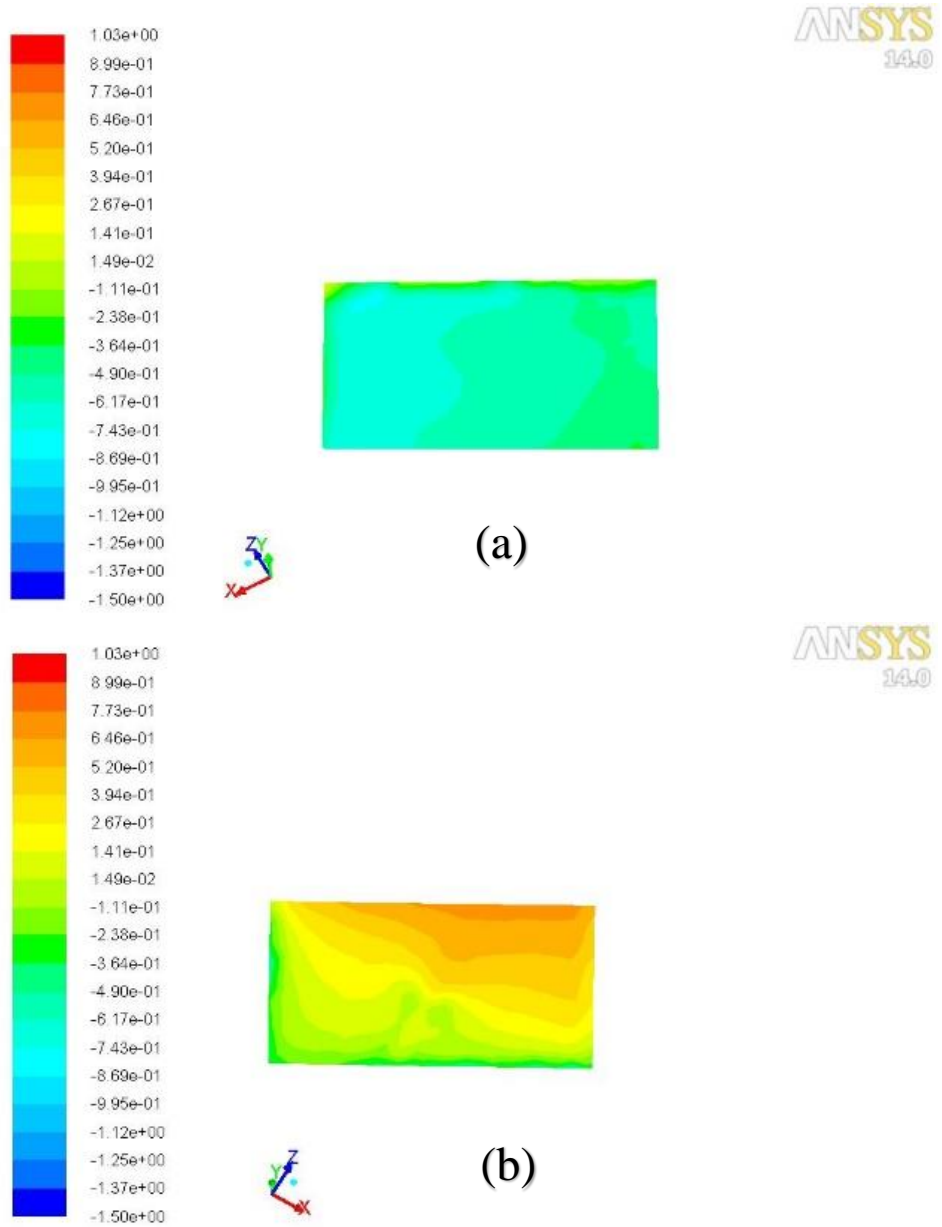 ANSYS
14.0
1.03e+00
8.99e-01
7.73e-01
6.46e-01
5.20e-01
3.94e-01
2.67e-01
1.41e-01
1.49e-02
-1.11e-01
-2.38e-01
-3.64e-01
-4.90e-01
-6.17e-01
-7.43e-01
-8.69e-01
-9.95e-01
-1.12e+00
-1.25e+00
-1.37e+00
-1.50e+00
Z Y
X
(a)
ANSYS
14.0
1.03e+00
8.99e-01
7.73e-01
6.46e-01
5.20e-01
3.94e-01
2.67e-01
1.41e-01
1.49e-02
-1.11e-01
-2.38e-01
-3.64e-01
-4.90e-01
-6.17e-01
-7.43e-01
-8.69e-01
-9.95e-01
-1.12e+00
-1.25e+00
-1.37e+00
-1.50e+00
Y Z
X
(b)